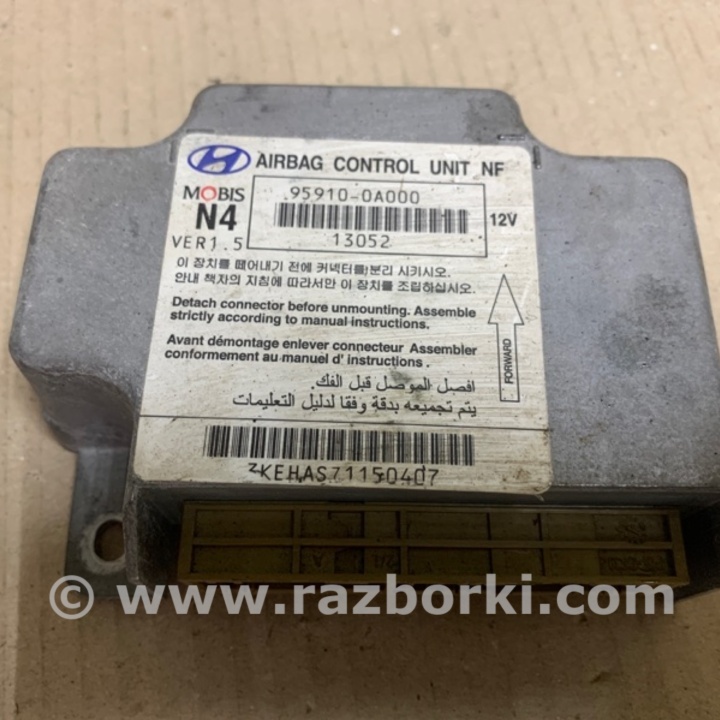 AIRBAG CONTROL UNIT NF
MOBIS
95910-0A000
N4
12V
VER1.5
13052
이 장치를 떼어내기 전에 커넥터를 분리 시키시오.
안내 책자의 지침에 따라서만 이 장치를 조립하십시오.
Detach connector before unmounting. Assemble
strictly according to manual instructions.
Avant démontage enlever connecteur Assembler
conformement au manuel d' instructions .
FORWARD
افصل الموصل قبل الفك.
يتم تجميعه بدقة وفقا لدليل التعليمات
KEHAS71150407
© www.razborki.com